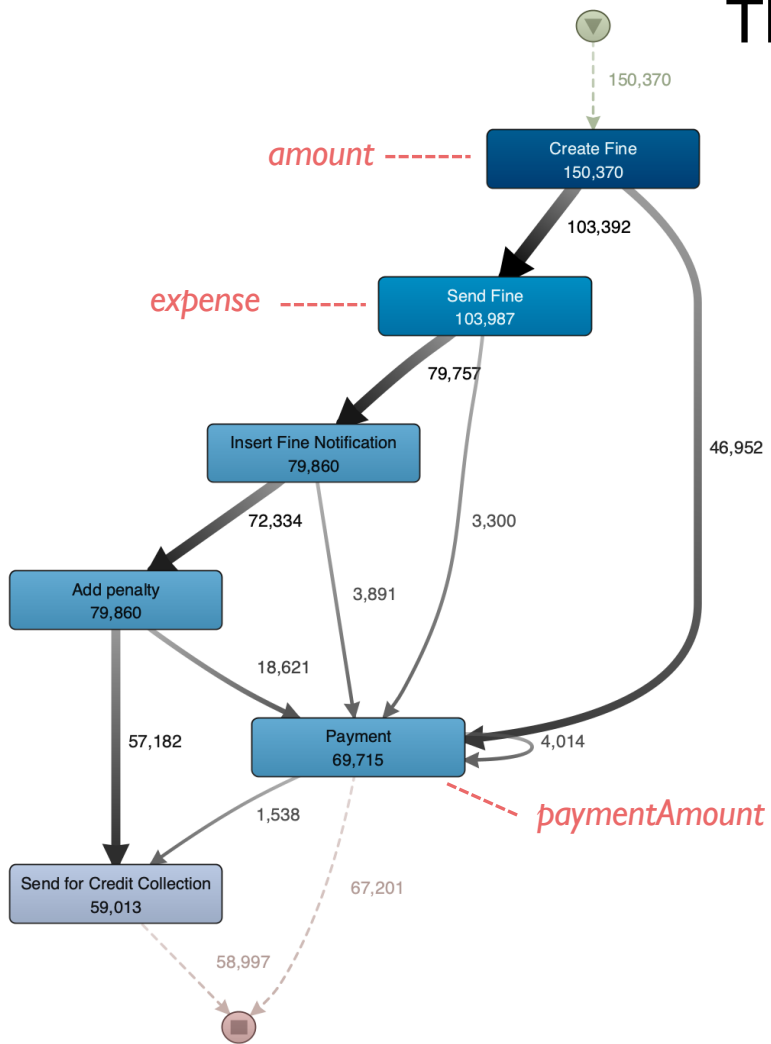 Tl
150,370
Create Fine
150,370
amount
103,392
Send Fine
103,987
expense
79,757
Insert Fine Notification
79,860
46,952
72,334
3,300
Add penalty
79,860
3,891
18,621
Payment
69,715
57,182
4,014
1,538
paymentAmount
Send for Credit Collection
59,013
67,201
58,997